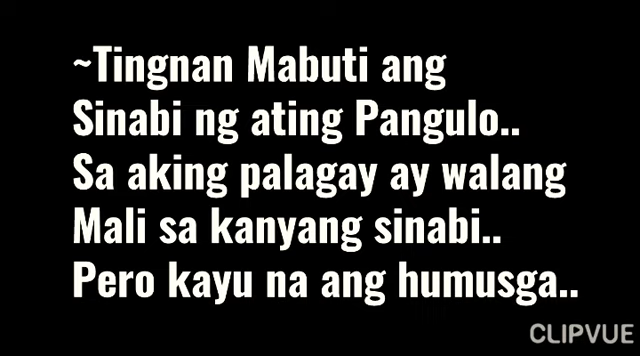 ~Tingnan Mabuti ang
Sinabi ng ating Pangulo..
Sa aking palagay ay walang
Mali sa kanyang sinabi..
Pero kayu na ang humusga..
CLIPVUE